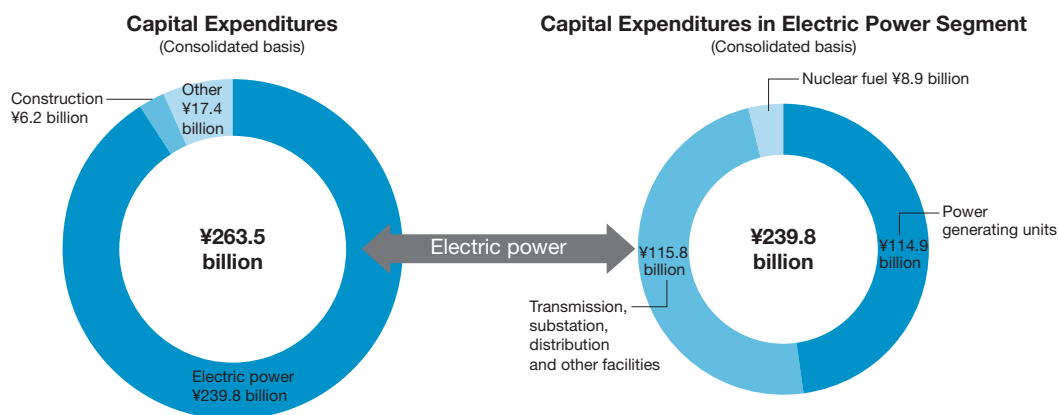 Capital Expenditures
(Consolidated basis)
Construction
¥6.2 billion
Other
¥17.4
billion
¥263.5
billion
Electric power
¥239.8 billion
Electric power
Capital Expenditures in Electric Power Segment
(Consolidated basis)
Nuclear fuel ¥8.9 billion
Power
generating units
¥114.9
billion
¥239.8
billion
¥115.8
billion
Transmission,
substation,
distribution
and other facilities